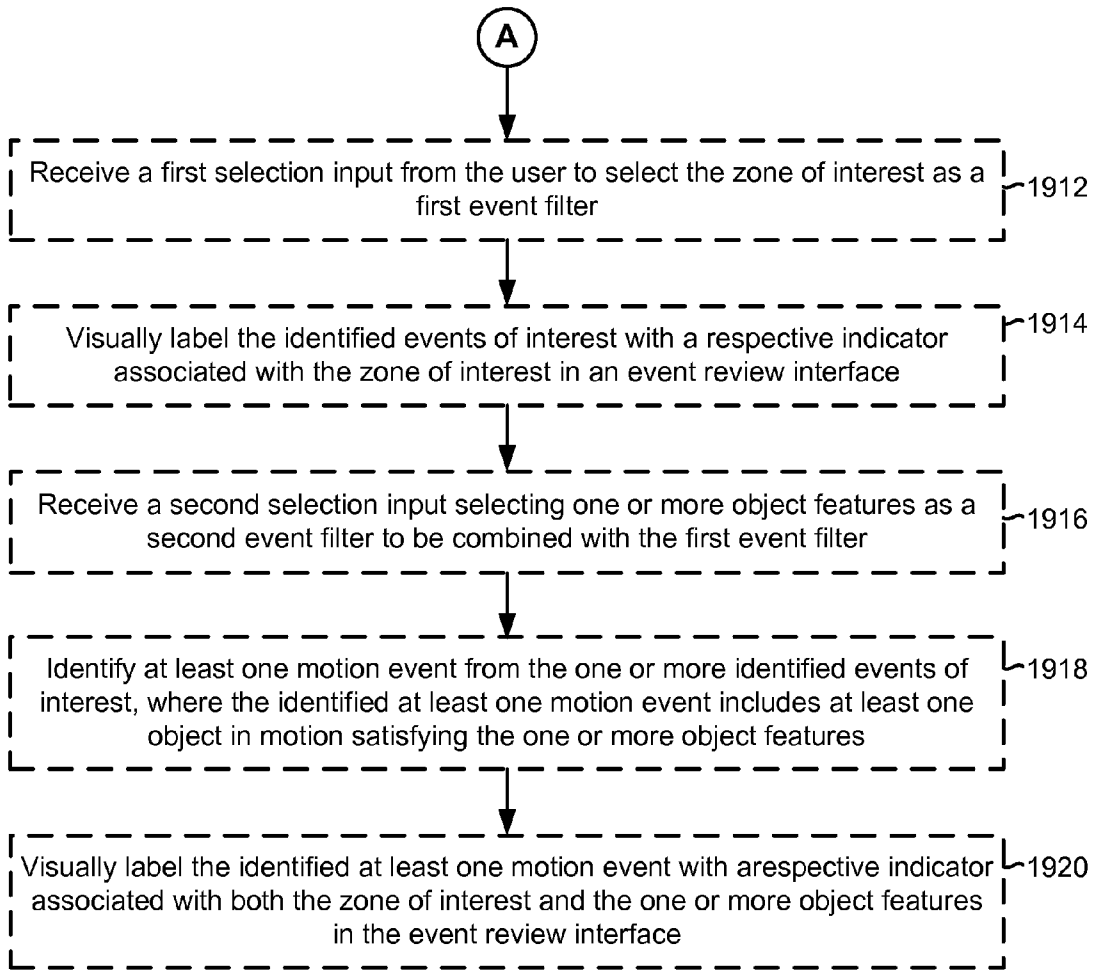 A
Receive a first selection input from the user to select the zone of interest as a
first event filter
1912
Visually label the identified events of interest with a respective indicator
associated with the zone of interest in an event review interface
1914
Receive a second selection input selecting one or more object features as a
second event filter to be combined with the first event filter
1916
Identify at least one motion event from the one or more identified events of
interest, where the identified at least one motion event includes at least one
object in motion satisfying the one or more object features
1918
Visually label the identified at least one motion event with arespective indicator
associated with both the zone of interest and the one or more object features
in the event review interface
1920